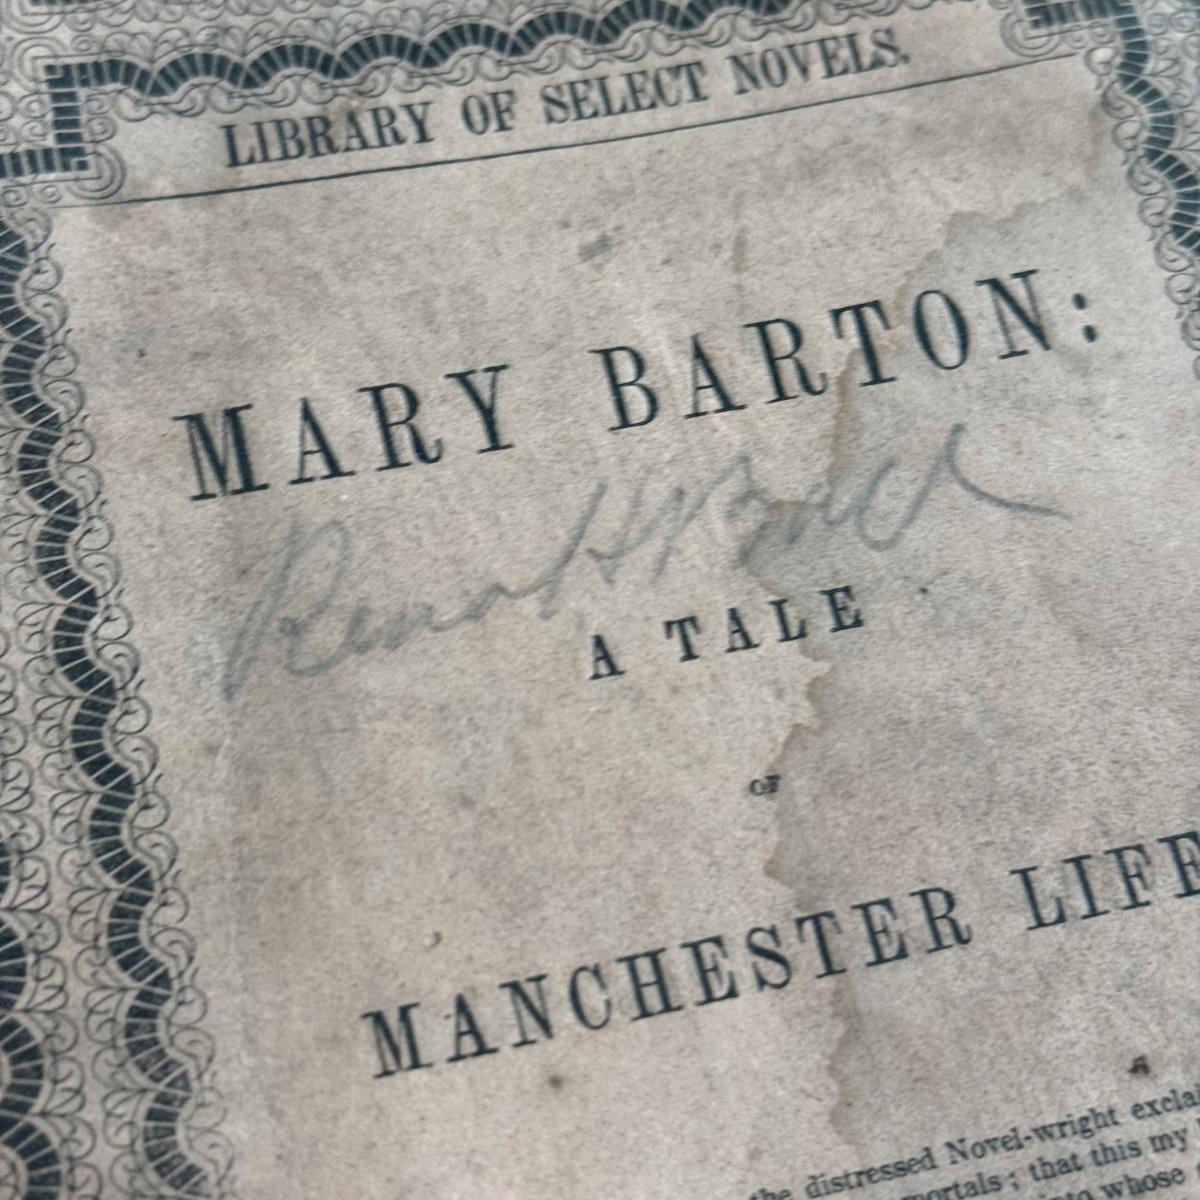 LIBRARY OF SELECT NOVELS.
MARY BARTON:
A TALE
OF
MANCHESTER LIFE
the distressed Novel-wright excla
mortals; that this my
whose